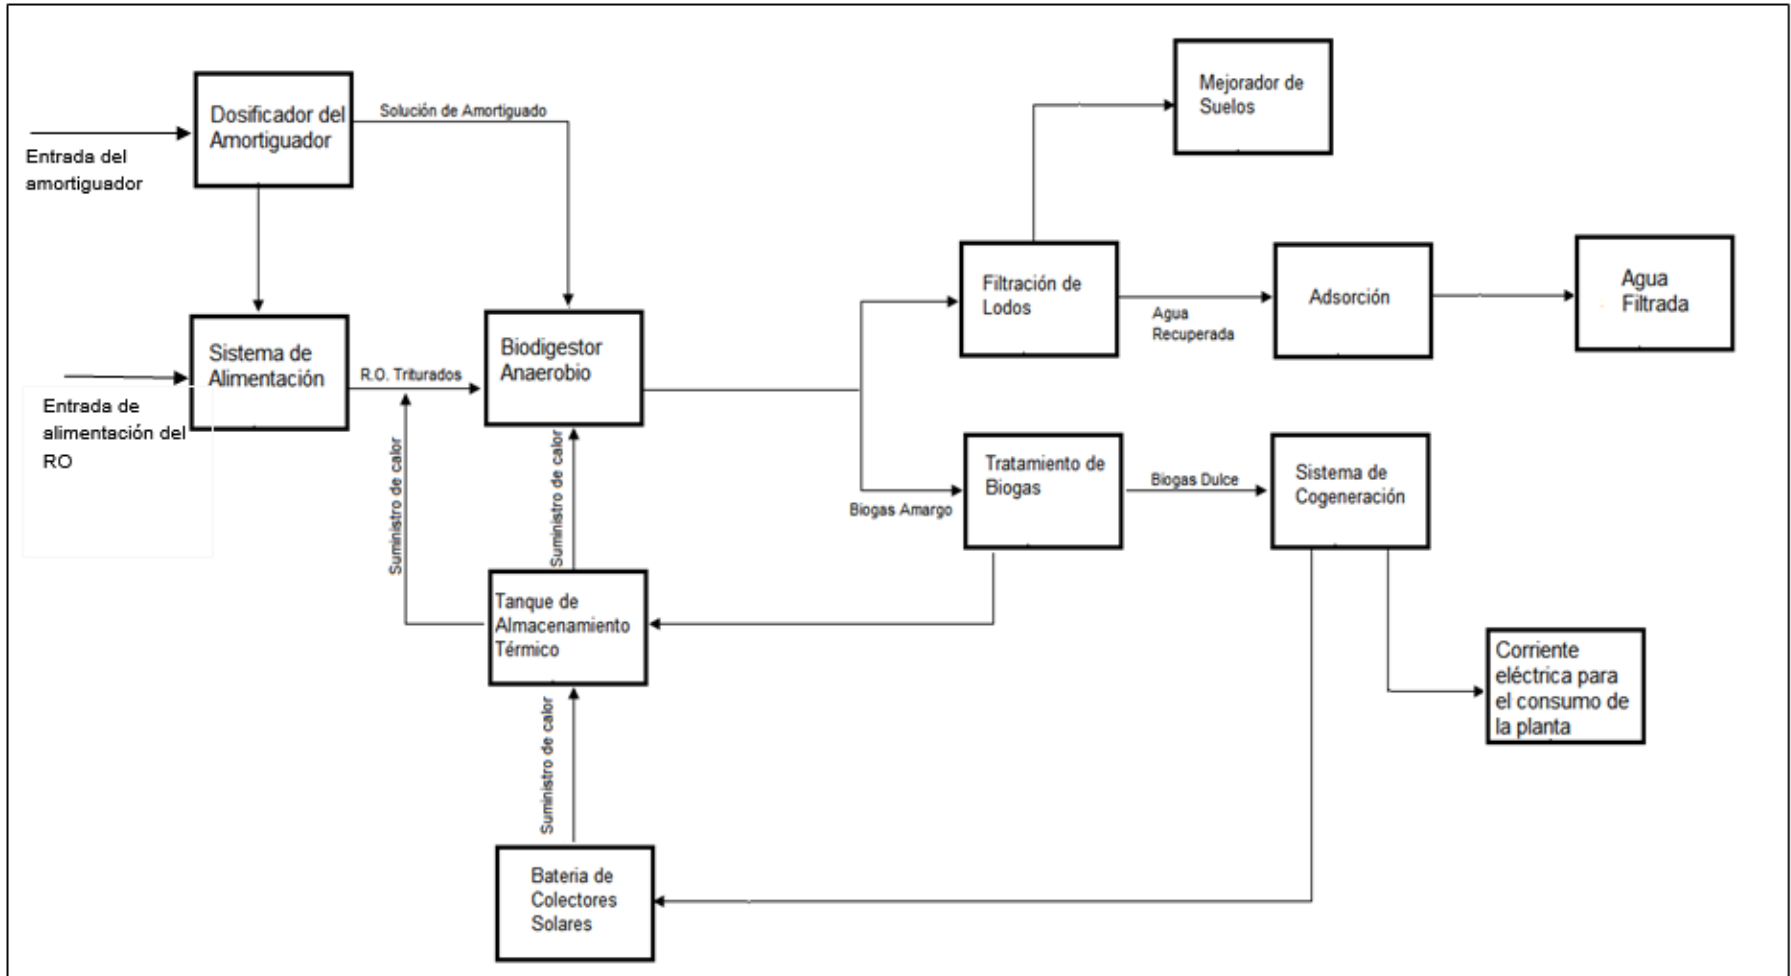 Mejorador de
Suelos
Dosificador del
Amortiguador
Solución de Amortiguado
Entrada del
amortiguador
Filtración de
Lodos
Agua
Recuperada
Adsorción
Agua
Filtrada
Sistema de
Alimentación
R.O. Triturados
Biodigestor
Anaerobio
Entrada de
alimentación del
RO
Suministro de calor
Suministro de calor
Biogas Amargo
Tratamiento de
Biogas
Biogas Dulce
Sistema de
Cogeneración
Tanque de
Almacenamiento
Térmico
Corriente
eléctrica para
el consumo de
la planta
Suministro de calor
Bateria de
Colectores
Solares